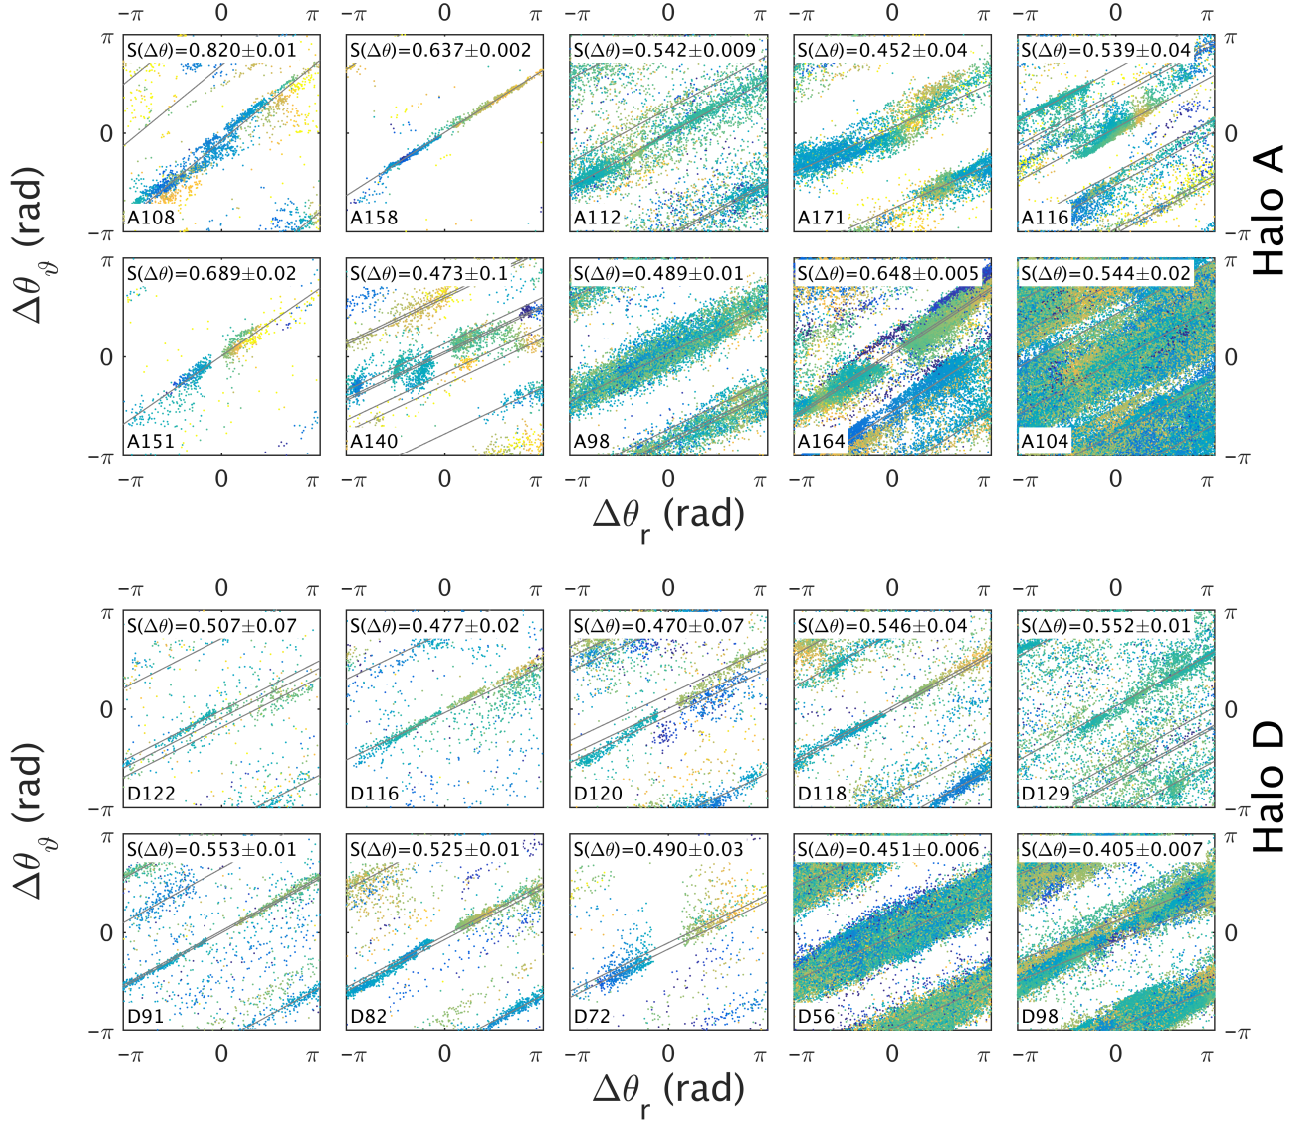 −π 0 π −π 0 π −π 0 π −π 0 π −π 0 π
π S(Δθ)=0.820±0.01 S(Δθ)=0.637±0.002 S(Δθ)=0.542±0.009 S(Δθ)=0.452±0.04 S(Δθ)=0.539±0.04 π
0 0
A108 A158 A112 A171 A116
−π −π
π S(Δθ)=0.689±0.02 S(Δθ)=0.473±0.1 S(Δθ)=0.489±0.01 S(Δθ)=0.648±0.005 S(Δθ)=0.544±0.02 π
0 0
A151 A140 A98 A164 A104
−π −π
−π 0 π −π 0 π −π 0 π −π 0 π −π 0 π
Δθϑ (rad)
Δθr (rad)
Halo A
−π 0 π −π 0 π −π 0 π −π 0 π −π 0 π
π S(Δθ)=0.507±0.07 S(Δθ)=0.477±0.02 S(Δθ)=0.470±0.07 S(Δθ)=0.546±0.04 S(Δθ)=0.552±0.01 π
0 0
D122 D116 D120 D118 D129
−π −π
π S(Δθ)=0.553±0.01 S(Δθ)=0.525±0.01 S(Δθ)=0.490±0.03 S(Δθ)=0.451±0.006 S(Δθ)=0.405±0.007 π
0 0
D91 D82 D72 D56 D98
−π −π
−π 0 π −π 0 π −π 0 π −π 0 π −π 0 π
Δθϑ (rad)
Δθr (rad)
Halo D